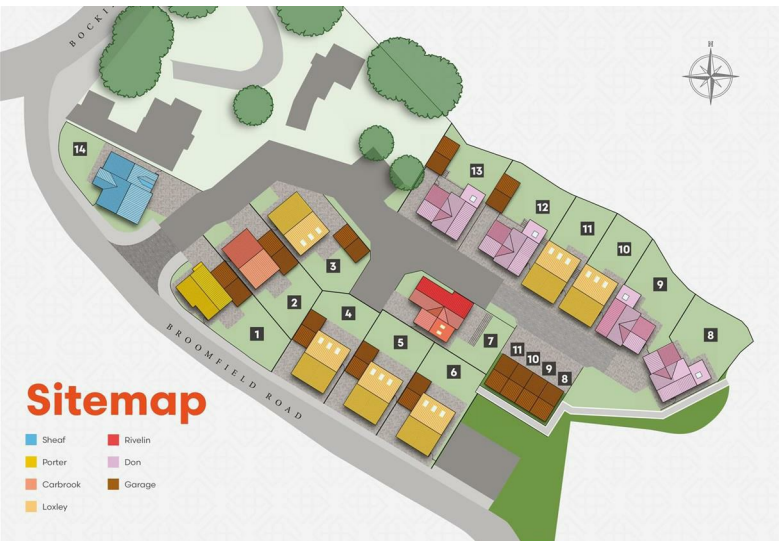 BOCKI
N
14
13
12
11
10
9
8
3
2
1
4
5
6
7
11
10
9
8
BROOMFIELD ROAD
Sitemap
Sheaf
Rivelin
Porter
Don
Carbrook
Garage
Loxley